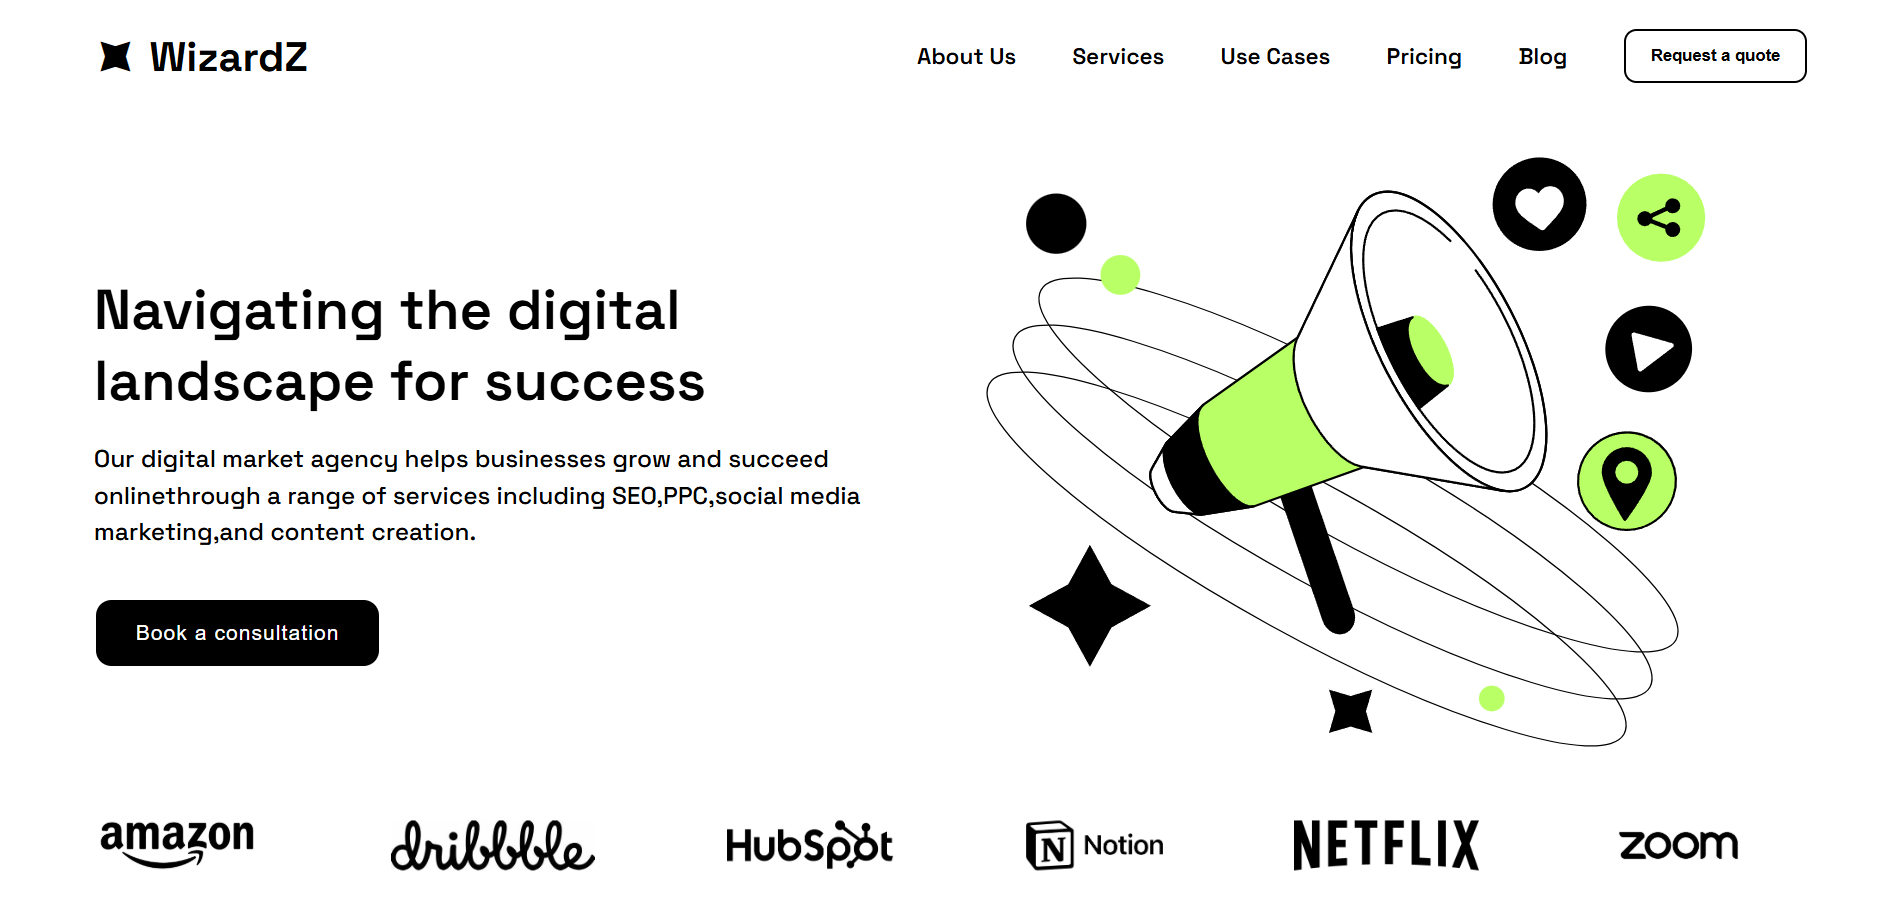 WizardZ
About Us Services Use Cases Pricing Blog Request a quote
Navigating the digital
landscape for success
Our digital market agency helps businesses grow and succeed
onlinethrough a range of services including SEO,PPC,social media
marketing,and content creation.
Book a consultation
amazon dribbble HubSpot Notion NETFLIX zoom